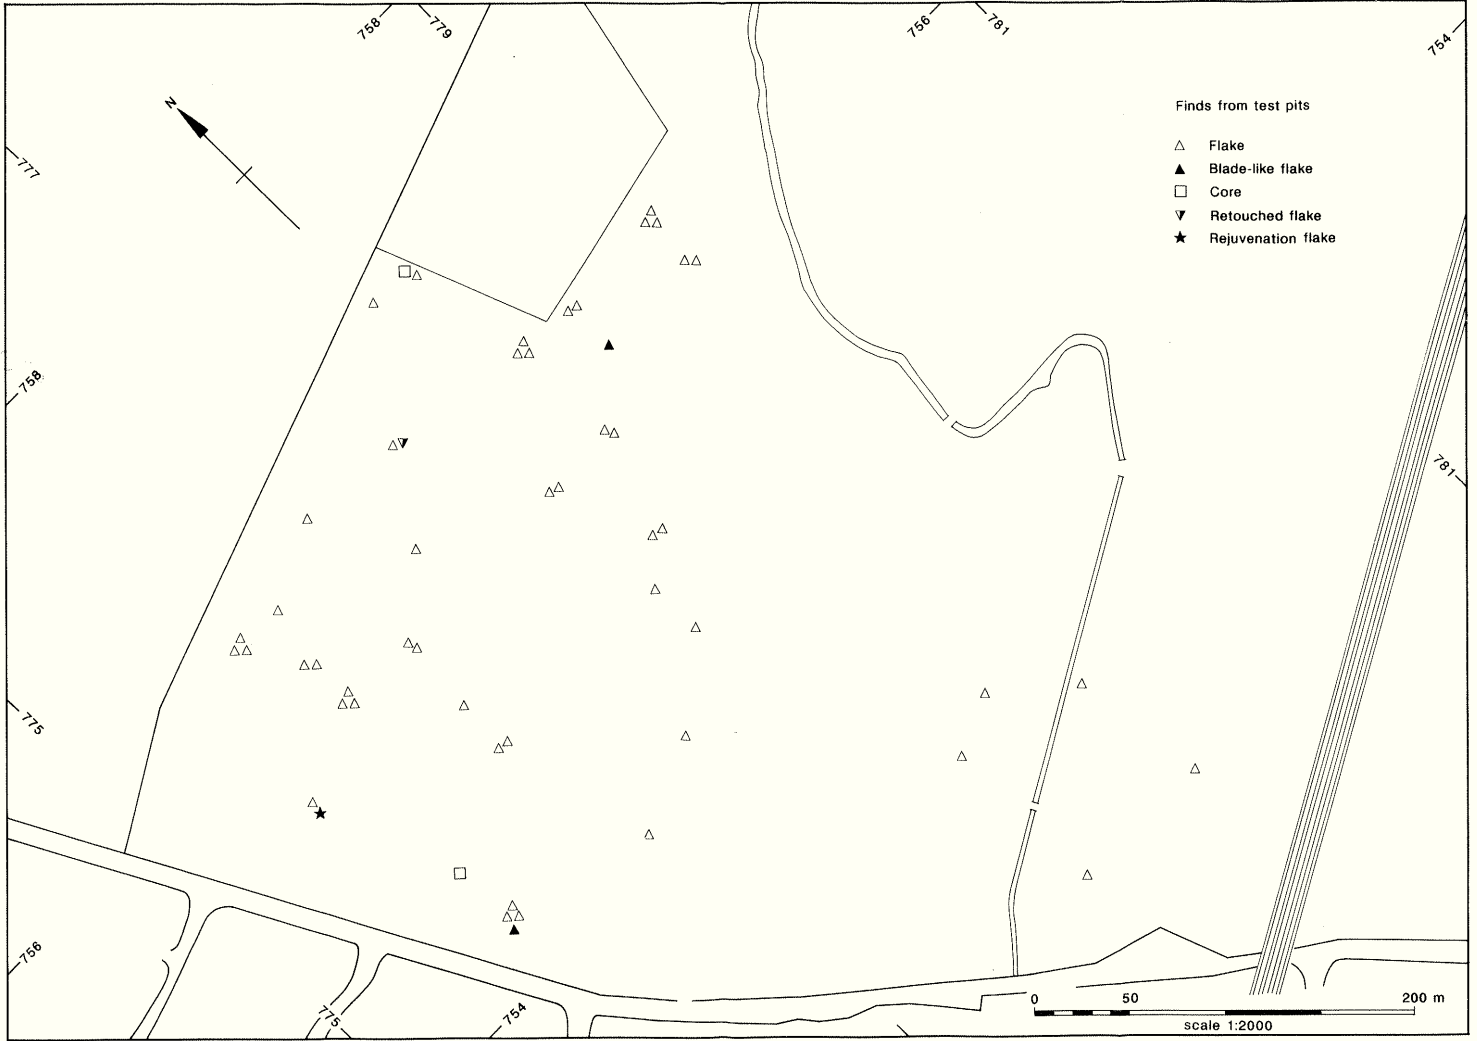 758
779
756
781
754
N
777
Finds from test pits
Flake
Blade-like flake
Core
Retouched flake
Rejuvenation flake
758
781
775
756
775
754
0 50 200 m
scale 1:2000